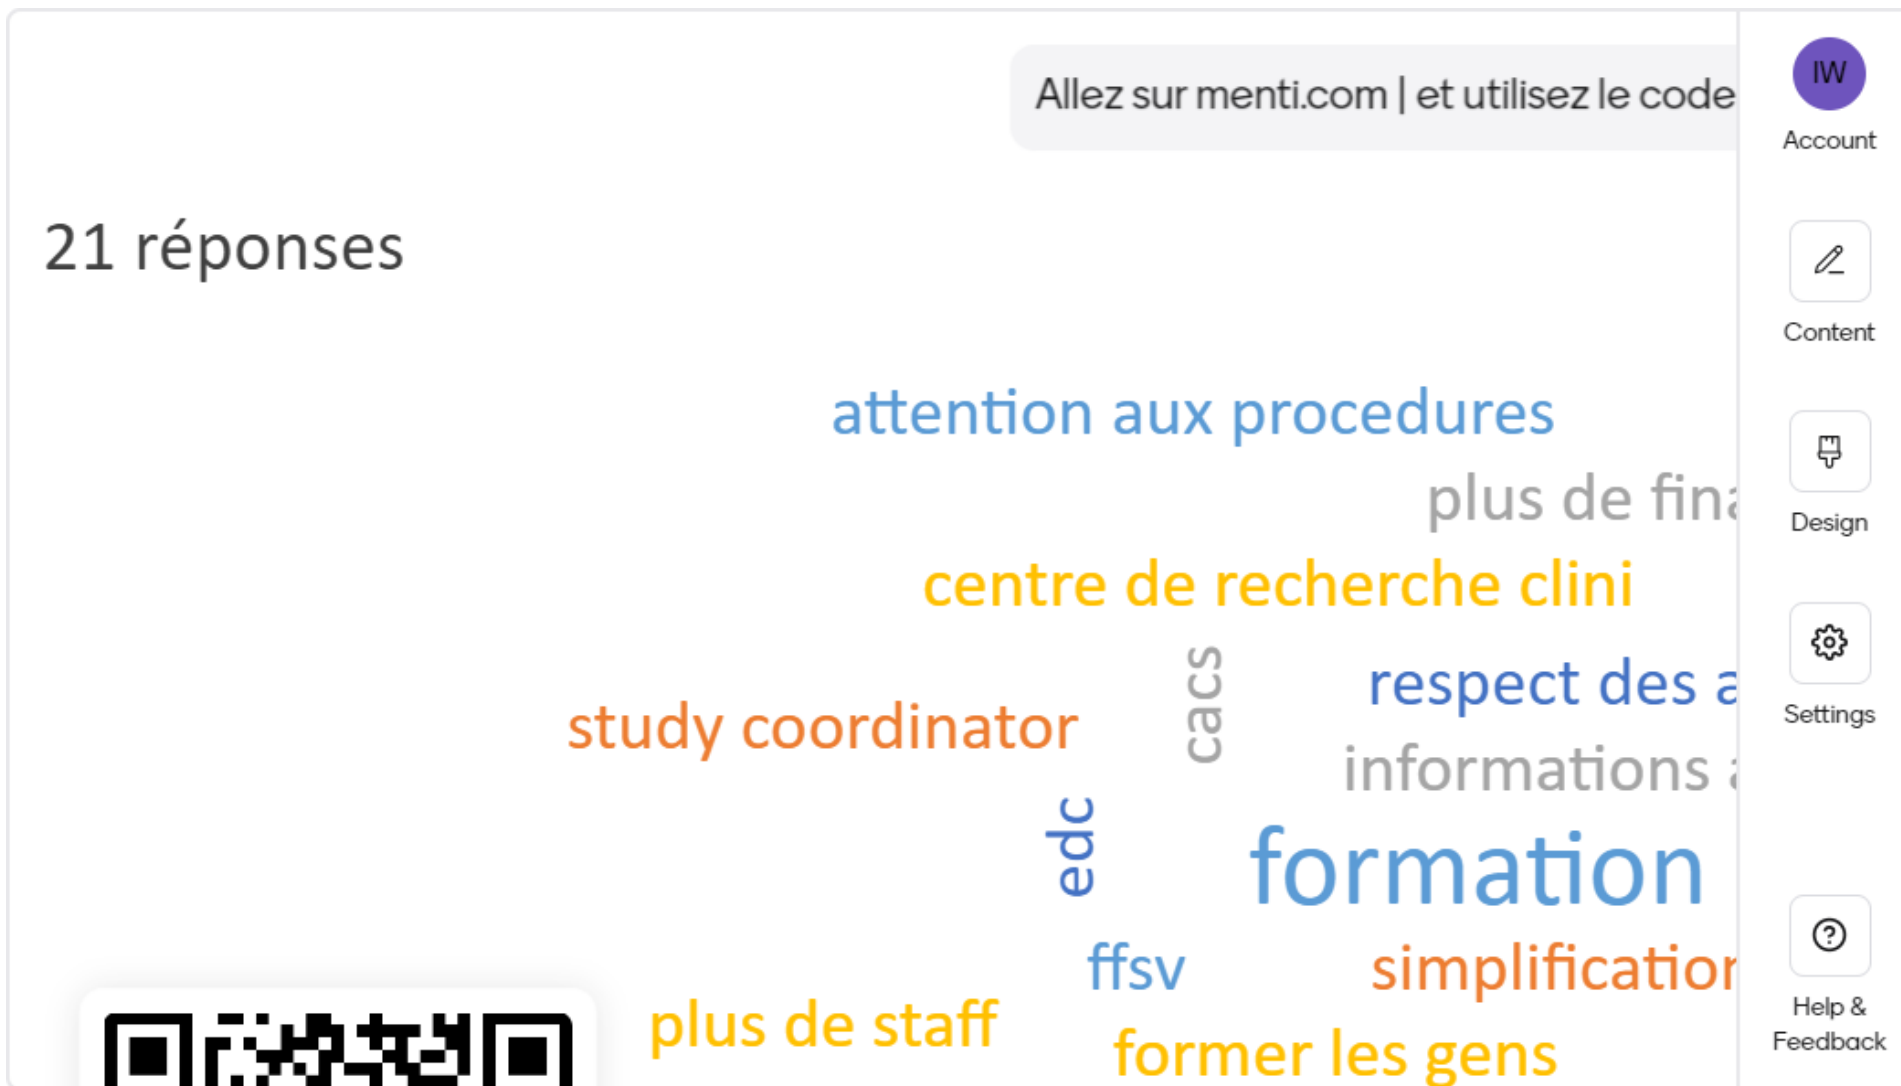 Allez sur menti.com | et utilisez le code
IW
Account
21 réponses
Content
attention aux procedures
plus de
Design
centre de recherche clini
cacs
respect des
study coordinator
Settings
informations
edc
formation
ffsv
simplification
plus de staff
former les gens
Help &
Feedback